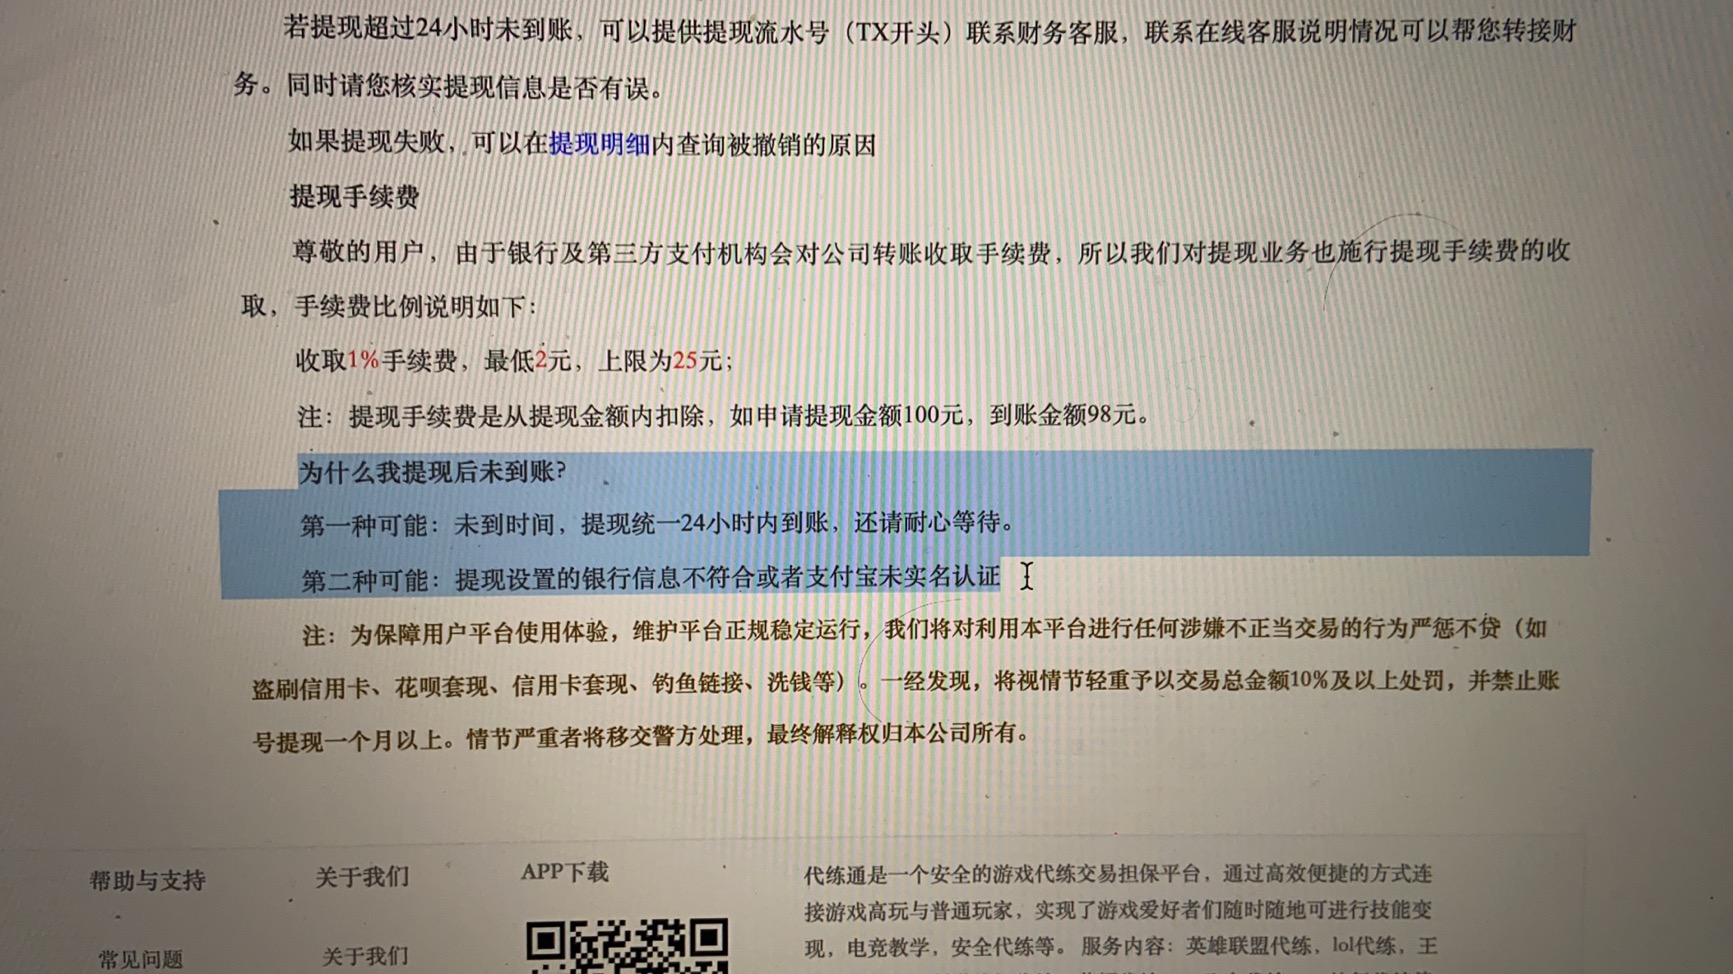 若提现超过24小时未到账，可以提供提现流水号（TX开头）联系财务客服，联系在线客服说明情况可以帮您转接财
务。同时请您核实提现信息是否有误。
如果提现失败，可以在提现明细内查询被撤销的原因
提现手续费
尊敬的用户，由于银行及第三方支付机构会对公司转账收取手续费，所以我们对提现业务也施行提现手续费的收
取，手续费比例说明如下：
收取1%手续费，最低2元，上限为25元；
注：提现手续费是从提现金额内扣除，如申请提现金额100元，到账金额98元。
为什么我提现后未到账？
第一种可能：未到时间，提现统一24小时内到账，还请耐心等待。
第二种可能：提现设置的银行信息不符合或者支付宝未实名认证
注：为保障用户平台使用体验，维护平台正规稳定运行，我们将对利用本平台进行任何涉嫌不正当交易的行为严惩不贷（如
盗刷信用卡、花呗套现、信用卡套现、钓鱼链接、洗钱等）。一经发现，将视情节轻重予以交易总金额10%及以上处罚，并禁止账
号提现一个月以上。情节严重者将移交警方处理，最终解释权归本公司所有。
帮助与支持
关于我们
APP下载
代练通是一个安全的游戏代练交易担保平台，通过高效便捷的方式连
接游戏高玩与普通玩家，实现了游戏爱好者们随时随地可进行技能变
现，电竞教学，安全代练等。服务内容：英雄联盟代练，lol代练，王
常见问题
关于我们